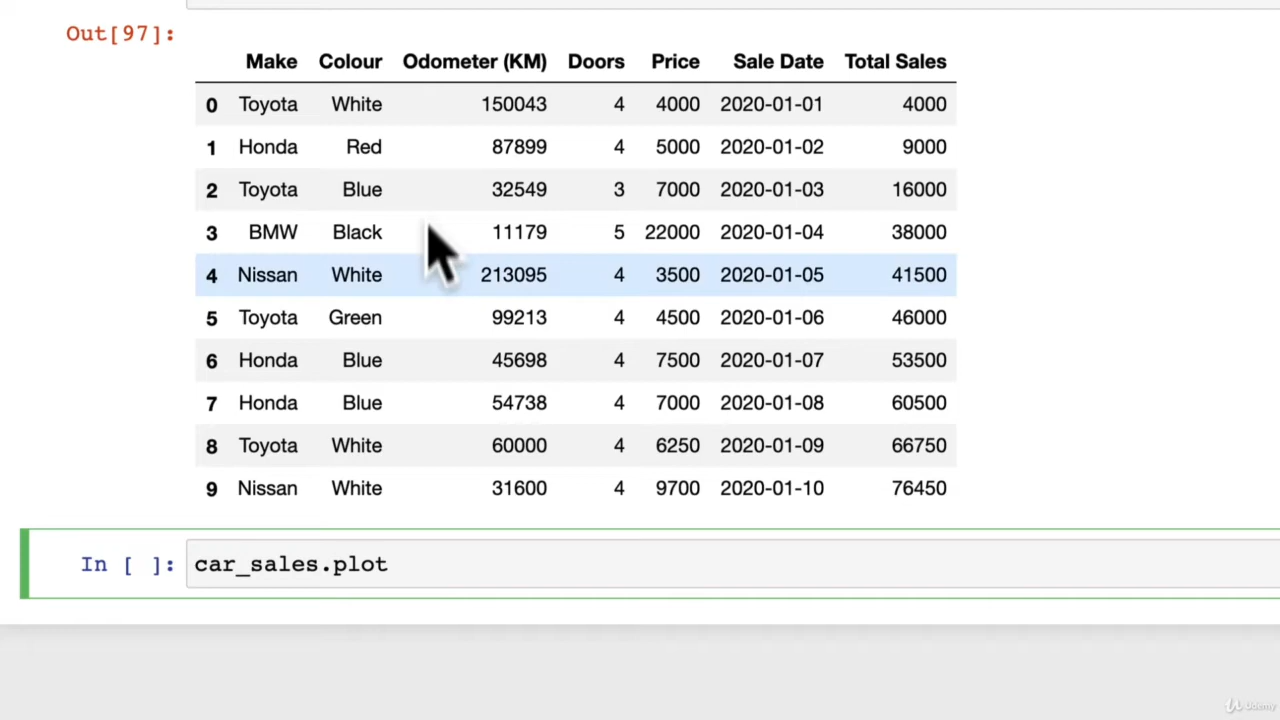 Out[97]:
Make Colour Odometer (KM) Doors Price Sale Date Total Sales
0 Toyota White 150043 4 4000 2020-01-01 4000
1 Honda Red 87899 4 5000 2020-01-02 9000
2 Toyota Blue 32549 3 7000 2020-01-03 16000
3 BMW Black 11179 5 22000 2020-01-04 38000
4 Nissan White 213095 4 3500 2020-01-05 41500
5 Toyota Green 99213 4 4500 2020-01-06 46000
6 Honda Blue 45698 4 7500 2020-01-07 53500
7 Honda Blue 54738 4 7000 2020-01-08 60500
8 Toyota White 60000 4 6250 2020-01-09 66750
9 Nissan White 31600 4 9700 2020-01-10 76450
In [ ]: car_sales.plot
Udemy